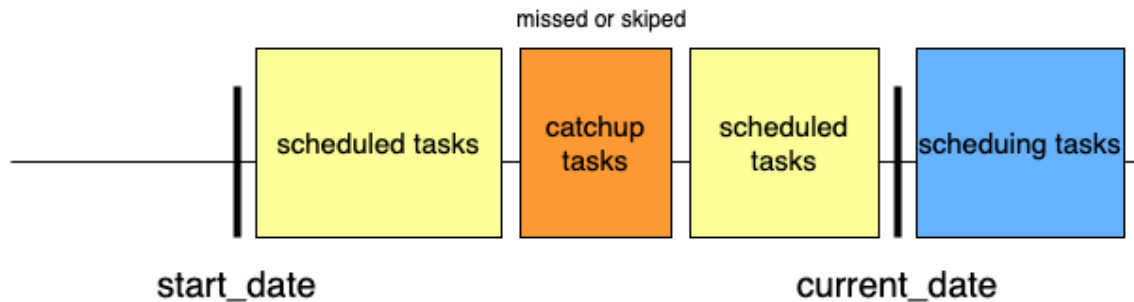 missed or skiped
scheduled tasks
catchup
tasks
scheduled
tasks
scheduing tasks
start_date
current_date